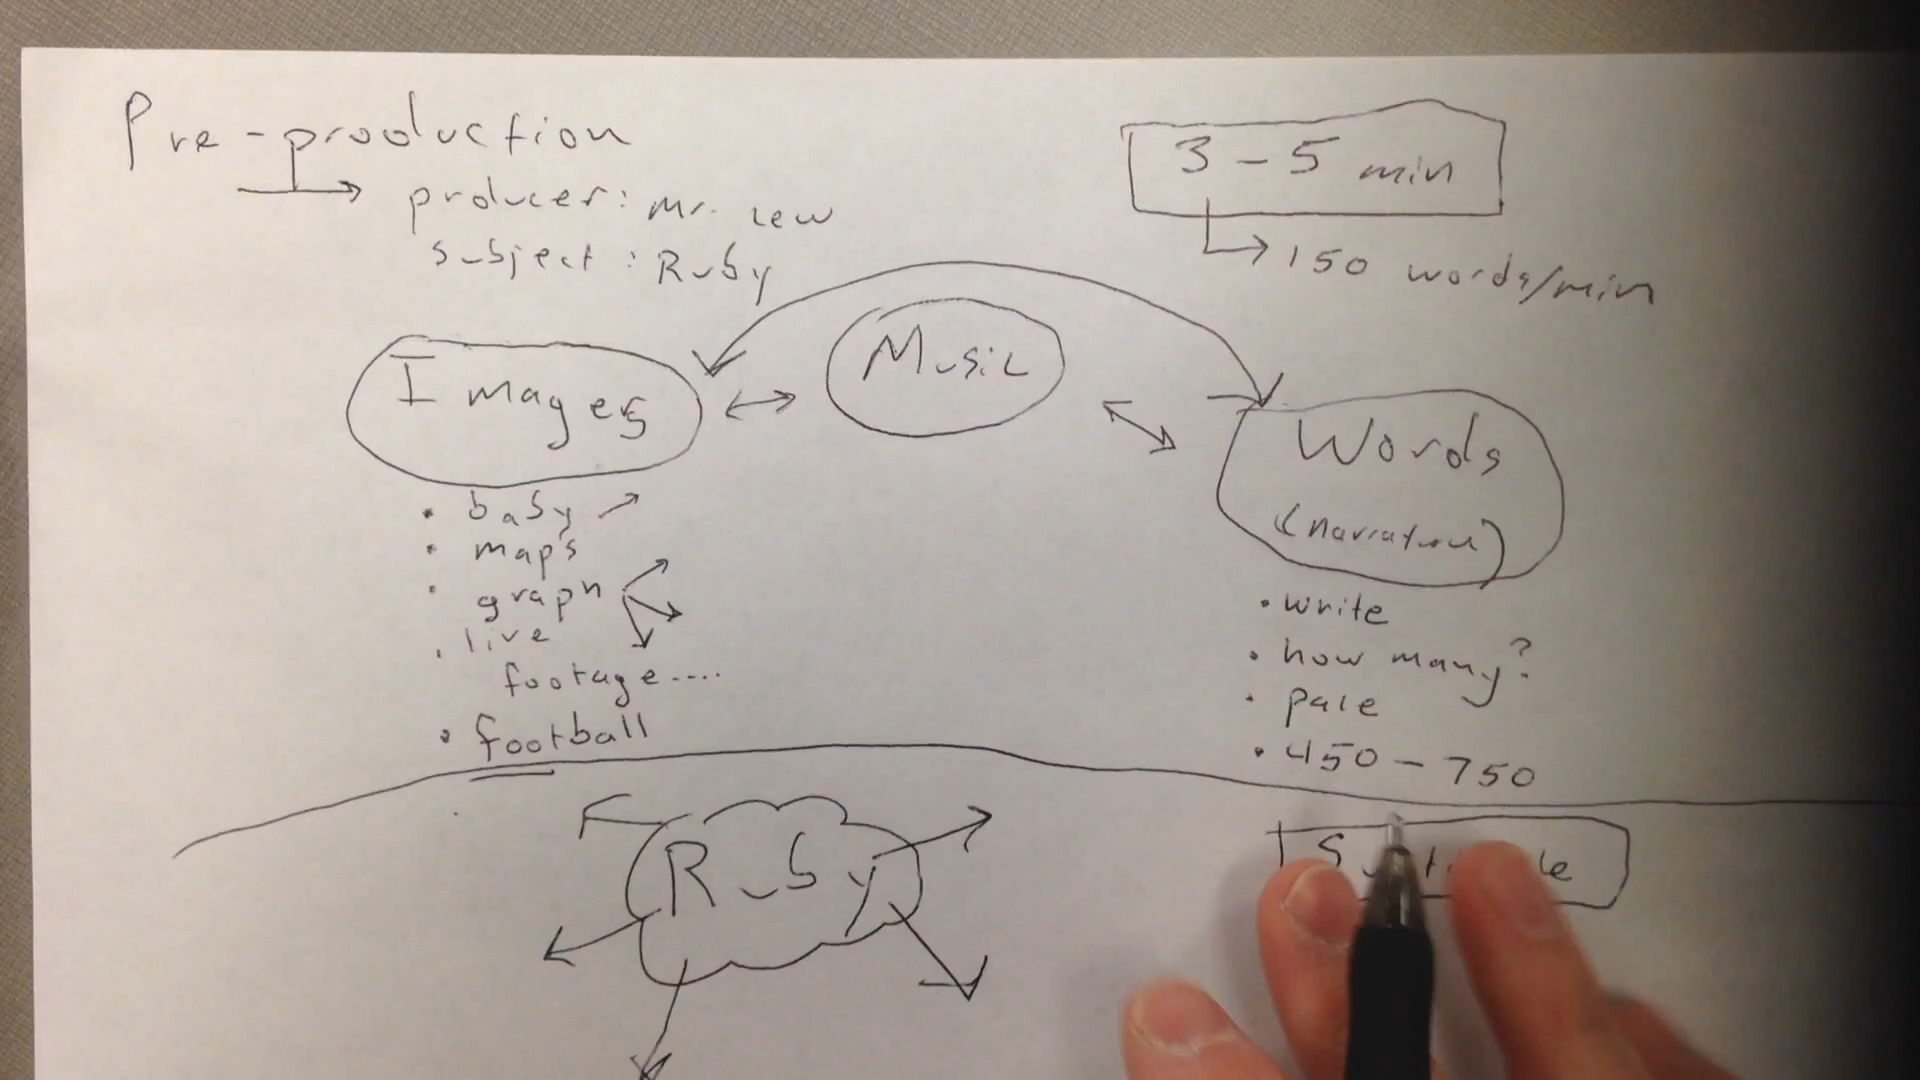 Pre-production
producer: Mr. Lew
subject: Ruby
3-5 min
150 words/min
Images
Music
Words
(narration)
• baby
• maps
• graph
• live
footage....
• football
• write
• how many?
• pace
• 450-750
Ruby